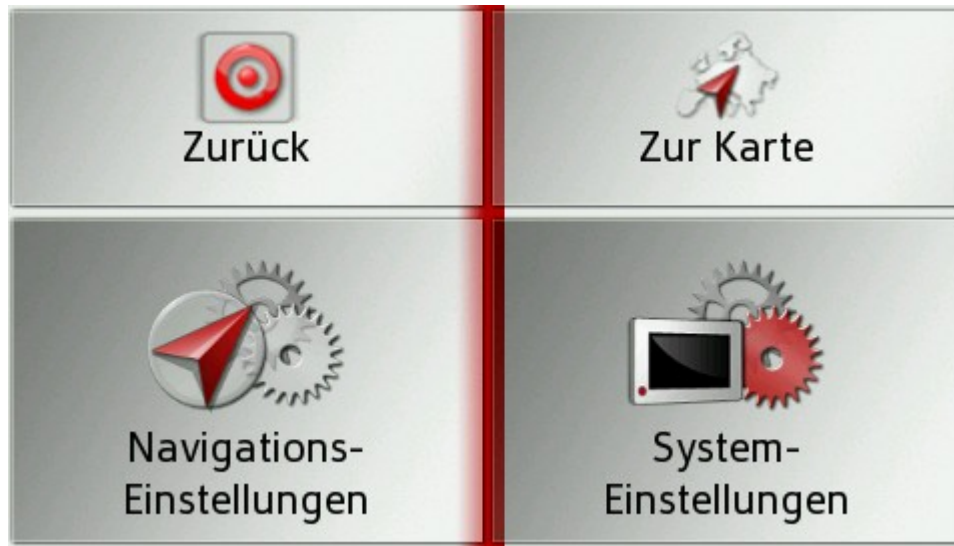 Zurück
Zur Karte
Navigations-
Einstellungen
System-
Einstellungen